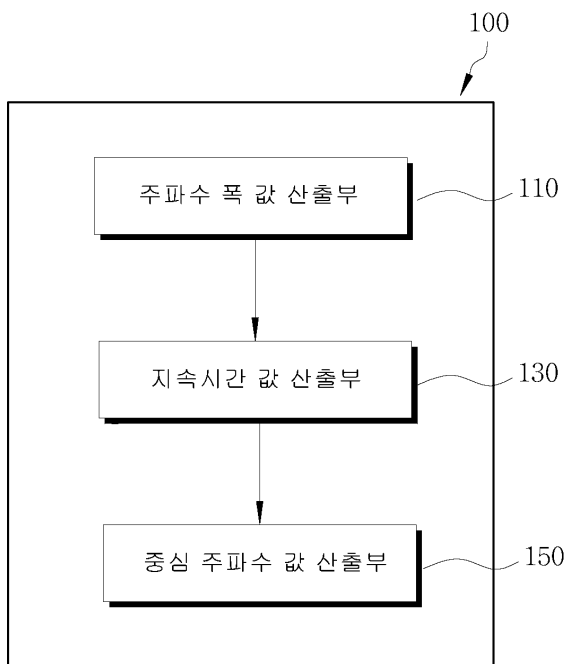 100
주파수 폭 값 산출부
110
지속시간 값 산출부
130
중심 주파수 값 산출부
150